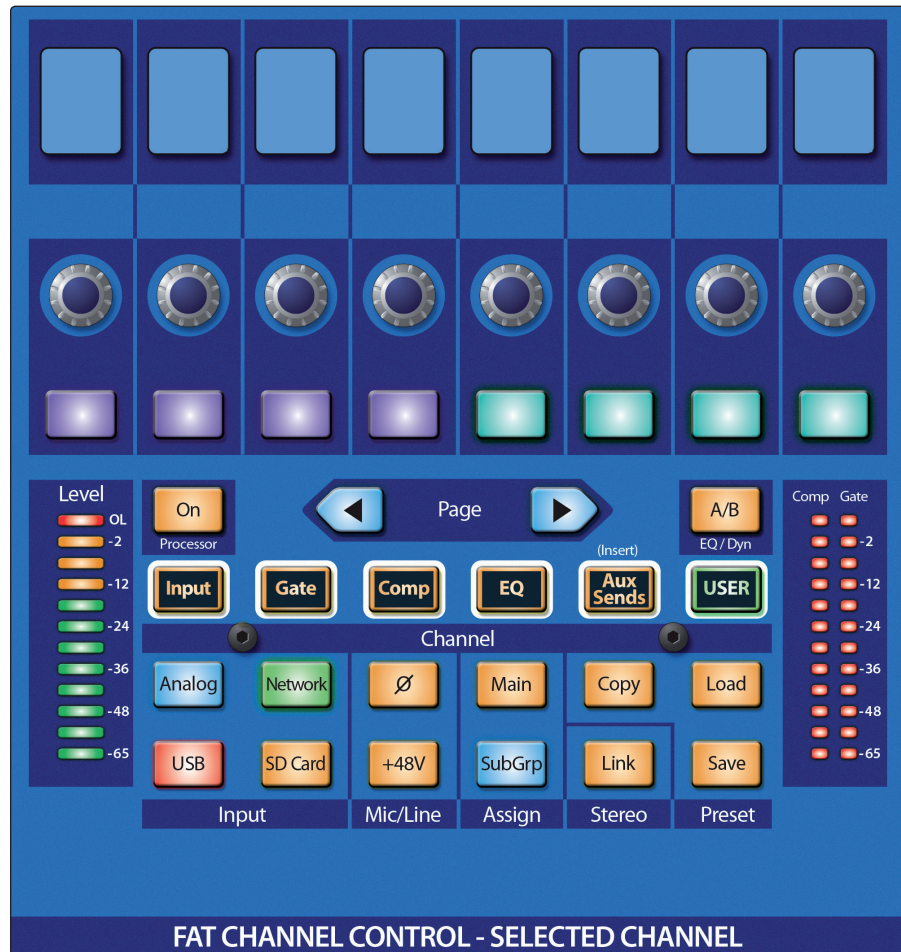 Level
OL
-2
-12
-24
-36
-48
-65
On
Processor
◀ Page ▶
A/B
EQ / Dyn
Comp Gate
-2
-12
-24
-36
-48
-65
(Insert)
Input Gate Comp EQ Aux Sends USER
Channel
Analog Network Ø Main Copy Load
USB SD Card +48V SubGrp Link Save
Input Mic/Line Assign Stereo Preset
FAT CHANNEL CONTROL - SELECTED CHANNEL